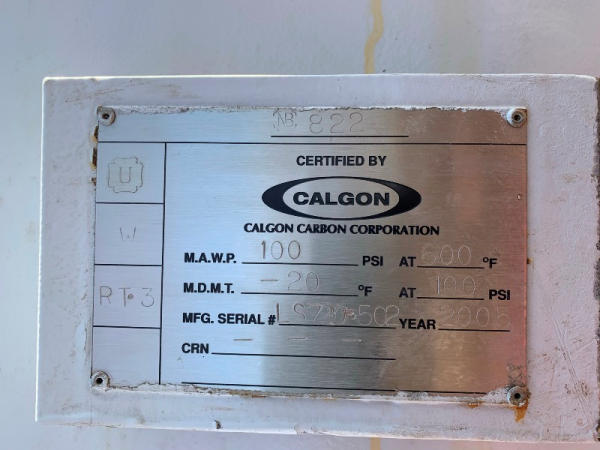 NB 822
CERTIFIED BY
CALGON
CALGON CARBON CORPORATION
U
W
RT-3
M.A.W.P. 100 PSI AT 600 °F
M.D.M.T. -20 °F AT 100 PSI
MFG. SERIAL # YEAR 2005
CRN - - -